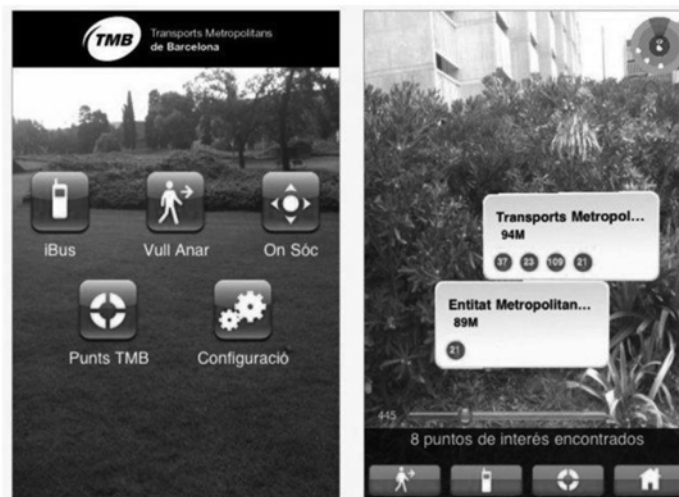 TMB
Transports Metropolitans
de Barcelona
iBus
Vull Anar
On Sóc
Punts TMB
Configuració
Transports Metropol...
94M
37 23 109 21
Entitat Metropolitan...
89M
21
445
8 puntos de interés encontrados